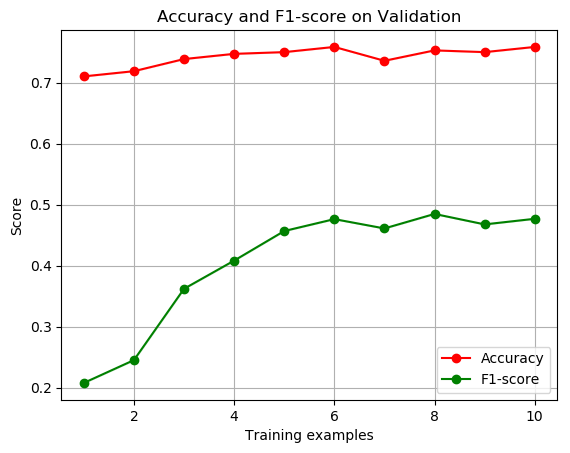 Accuracy and F1-score on Validation
Score
0.7
0.6
0.5
0.4
0.3
0.2
Accuracy
F1-score
2 4 6 8 10
Training examples